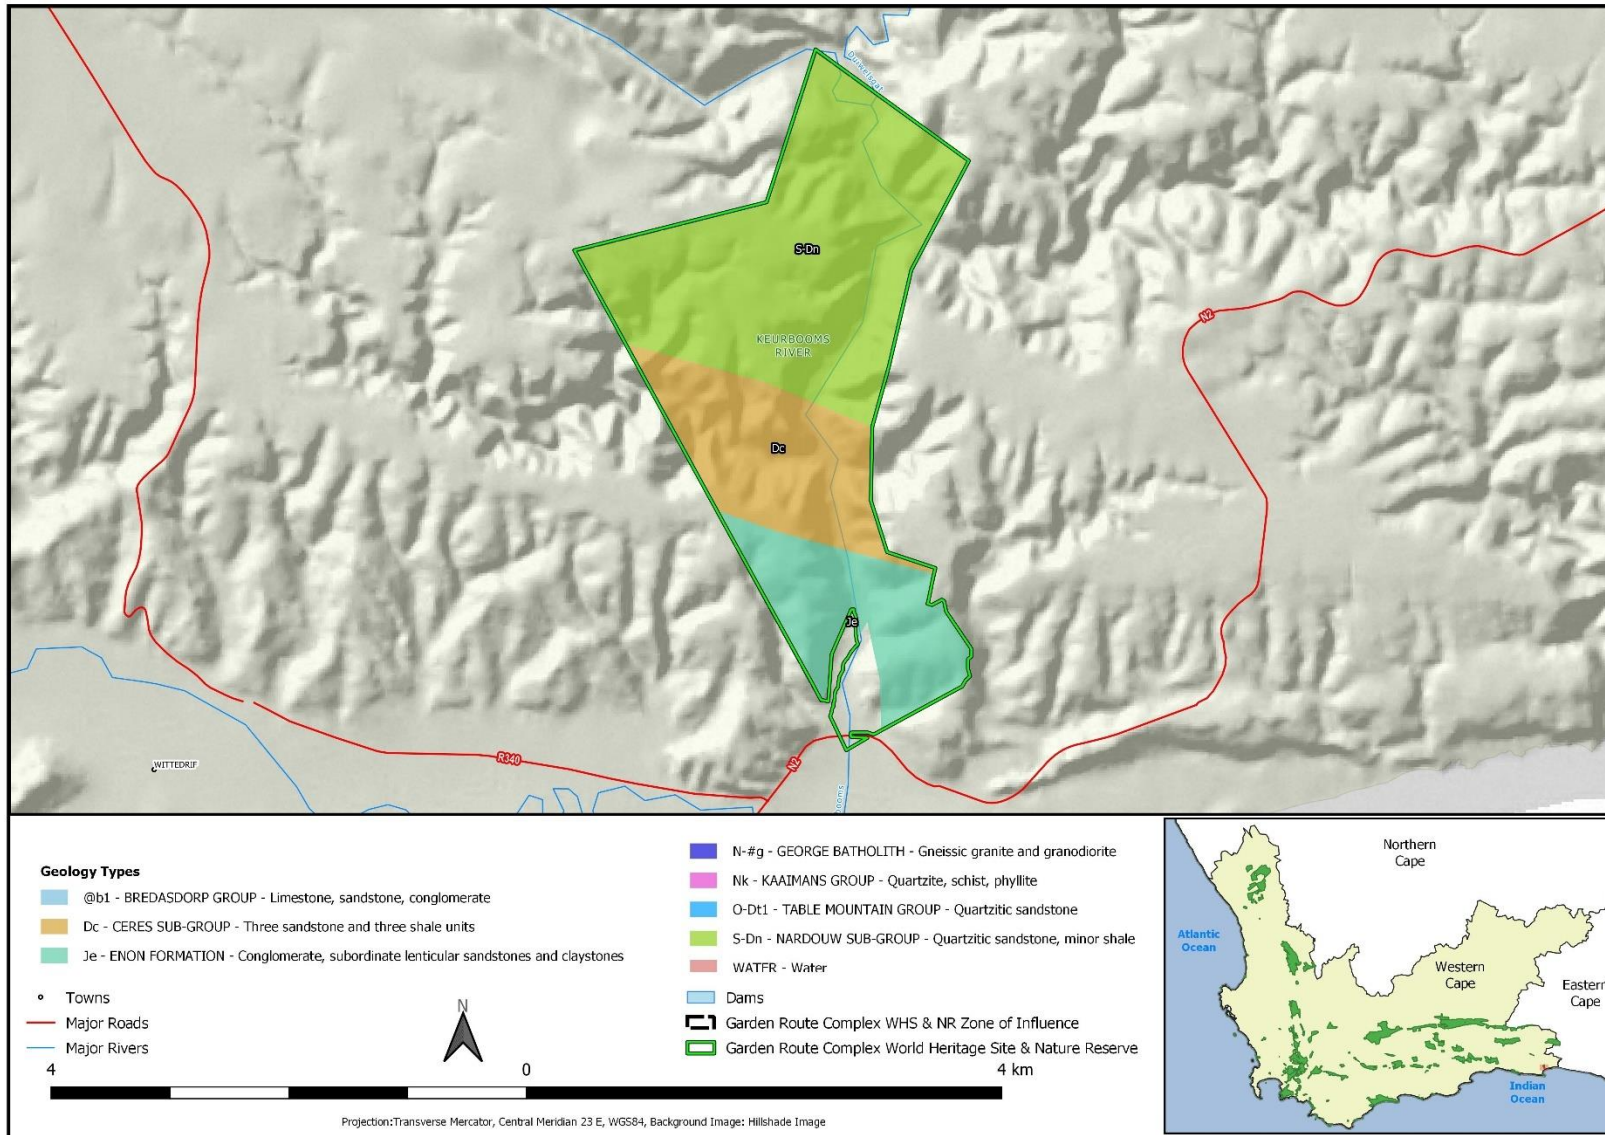 Duiwelsgat
S-Dn
N2
KEURBOOMS
RIVER
Dc
Je
WITTEDRIF
R340
N2
ooms
Geology Types
@b1 - BREDASDORP GROUP - Limestone, sandstone, conglomerate
Dc - CERES SUB-GROUP - Three sandstone and three shale units
Je - ENON FORMATION - Conglomerate, subordinate lenticular sandstones and claystones
Towns
Major Roads
Major Rivers
N
N-#g - GEORGE BATHOLITH - Gneissic granite and granodiorite
Nk - KAAIMANS GROUP - Quartzite, schist, phyllite
O-Dt1 - TABLE MOUNTAIN GROUP - Quartzitic sandstone
S-Dn - NARDOUW SUB-GROUP - Quartzitic sandstone, minor shale
WATER - Water
Dams
Garden Route Complex WHS & NR Zone of Influence
Garden Route Complex World Heritage Site & Nature Reserve
4 0 4 km
Projection:Transverse Mercator, Central Meridian 23 E, WGS84, Background Image: Hillshade Image
Northern
Cape
Atlantic
Ocean
Western
Cape
Eastern
Cape
Indian
Ocean